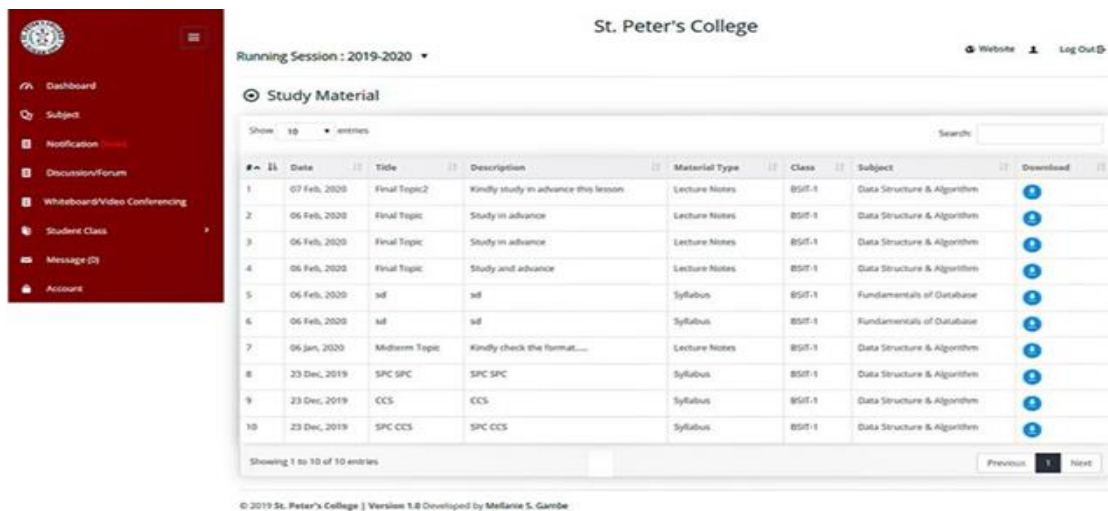 St. Peter's College
Running Session : 2019-2020
Website Log Out
Dashboard
Subject
Notification
Discussion/Forum
Whiteboard/Video Conferencing
Student Class
Message (0)
Account
Study Material
Show 10 entries Search:
# Date Title Description Material Type Class Subject Download
1 07 Feb, 2020 Final Topic2 Kindly study in advance this lesson Lecture Notes BSIT-1 Data Structure & Algorithm
2 06 Feb, 2020 Final Topic Study in advance Lecture Notes BSIT-1 Data Structure & Algorithm
3 06 Feb, 2020 Final Topic Study in advance Lecture Notes BSIT-1 Data Structure & Algorithm
4 06 Feb, 2020 Final Topic Study and advance Lecture Notes BSIT-1 Data Structure & Algorithm
5 06 Feb, 2020 sd sd Syllabus BSIT-1 Fundamentals of Database
6 06 Feb, 2020 sd sd Syllabus BSIT-1 Fundamentals of Database
7 06 Jan, 2020 Midterm Topic Kindly check the format..... Lecture Notes BSIT-1 Data Structure & Algorithm
8 23 Dec, 2019 SPC SPC SPC SPC Syllabus BSIT-1 Data Structure & Algorithm
9 23 Dec, 2019 CCS CCS Syllabus BSIT-1 Data Structure & Algorithm
10 23 Dec, 2019 SPC CCS SPC CCS Syllabus BSIT-1 Data Structure & Algorithm
Showing 1 to 10 of 10 entries Previous 1 Next
© 2019 St. Peter's College | Version 1.8 Developed by Mellanie S. Gambe